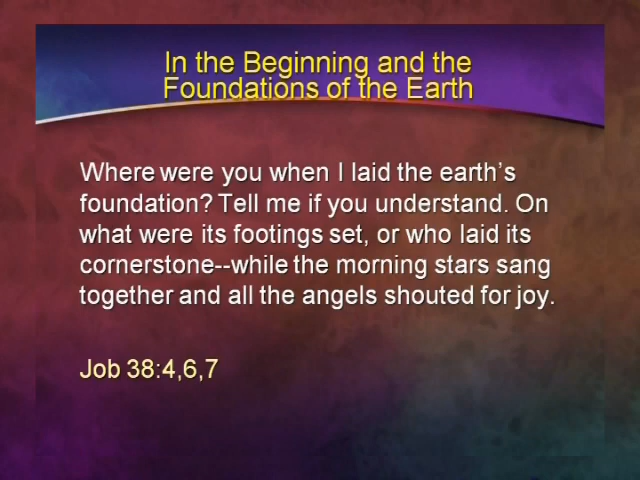 In the Beginning and the
Foundations of the Earth
Where were you when I laid the earth’s
foundation? Tell me if you understand. On
what were its footings set, or who laid its
cornerstone--while the morning stars sang
together and all the angels shouted for joy.
Job 38:4,6,7